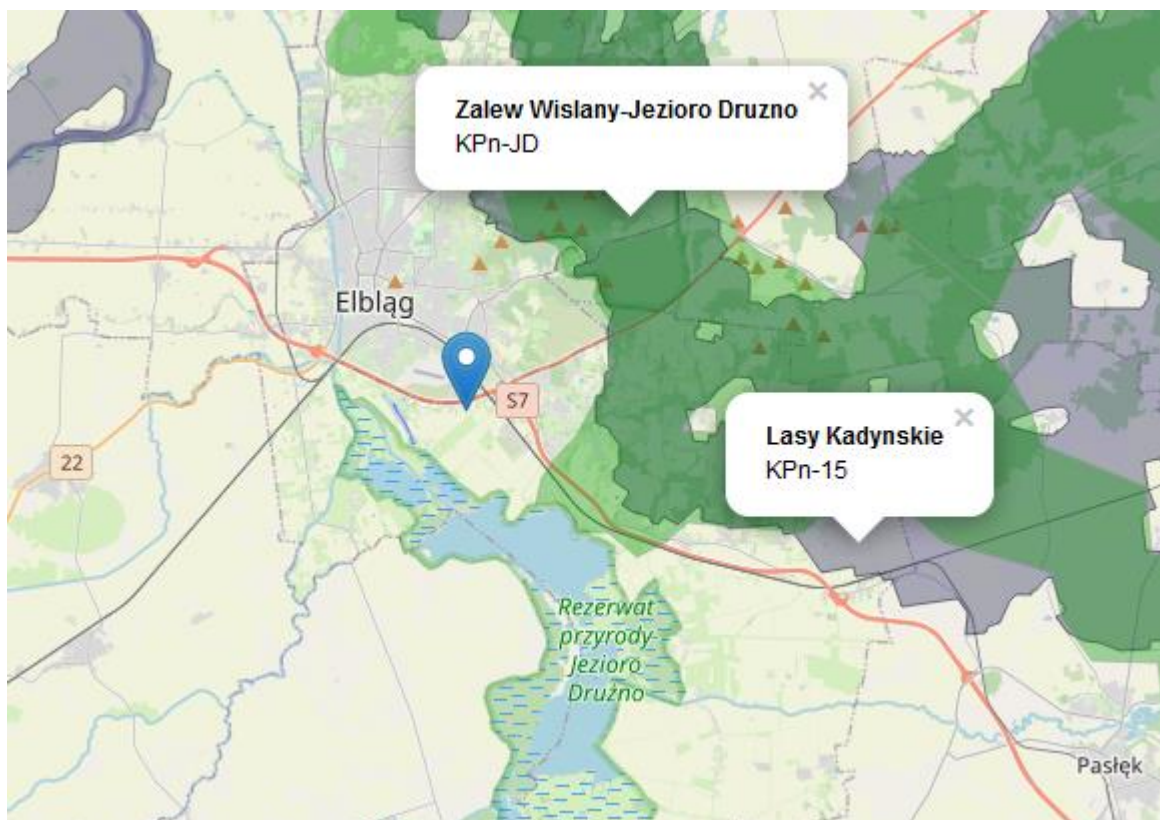 Zalew Wislany-Jezioro Druzno
KPn-JD
×
Elbląg
S7
22
Lasy Kadynskie
KPn-15
×
Rezerwat
przyrody
Jezioro
Drużno
Pasłęk